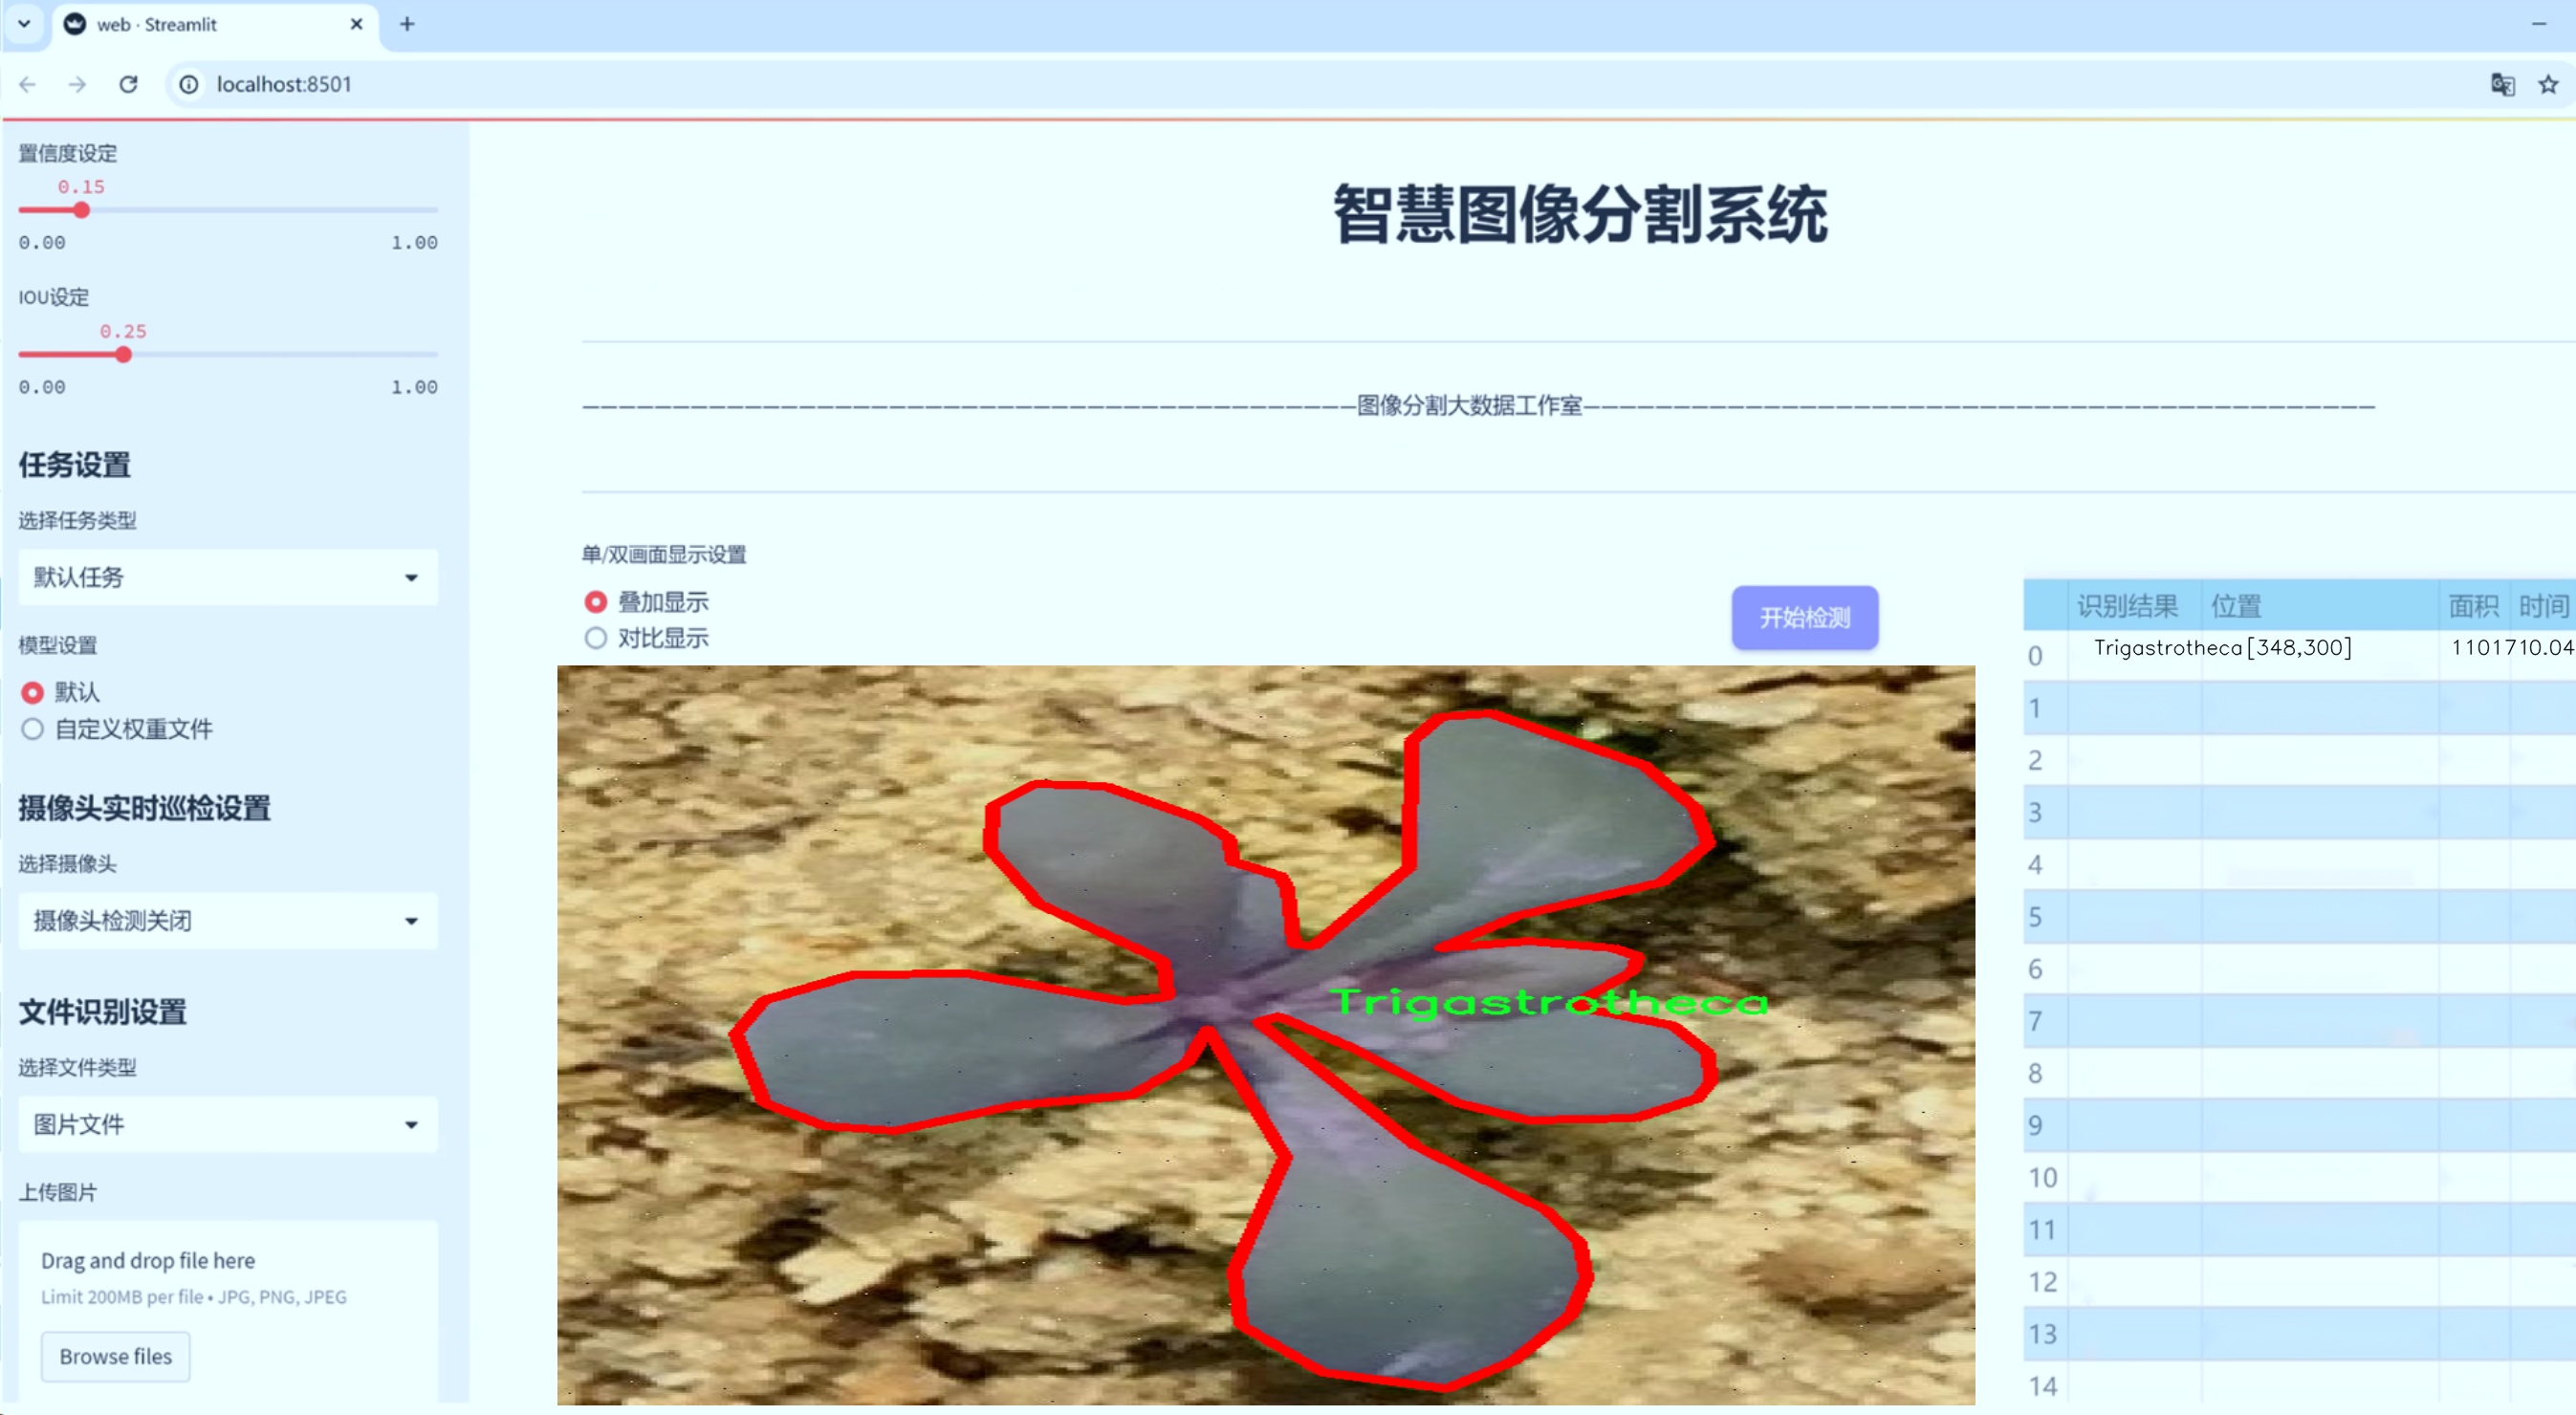 web · Streamlit
localhost:8501
置信度设定
0.15
0.00 1.00
IOU设定
0.25
0.00 1.00
任务设置
选择任务类型
默认任务
模型设置
默认
自定义权重文件
摄像头实时巡检设置
选择摄像头
摄像头检测关闭
文件识别设置
选择文件类型
图片文件
上传图片
Drag and drop file here
Limit 200MB per file • JPG, PNG, JPEG
Browse files
智慧图像分割系统
———————————————————————————————————————————图像分割大数据工作室————————————————————————————————————————————
单/双画面显示设置
叠加显示
对比显示
开始检测
Trigastrotheca
识别结果 位置 面积 时间
0 Trigastrotheca [348,300] 1101710.04
1
2
3
4
5
6
7
8
9
10
11
12
13
14